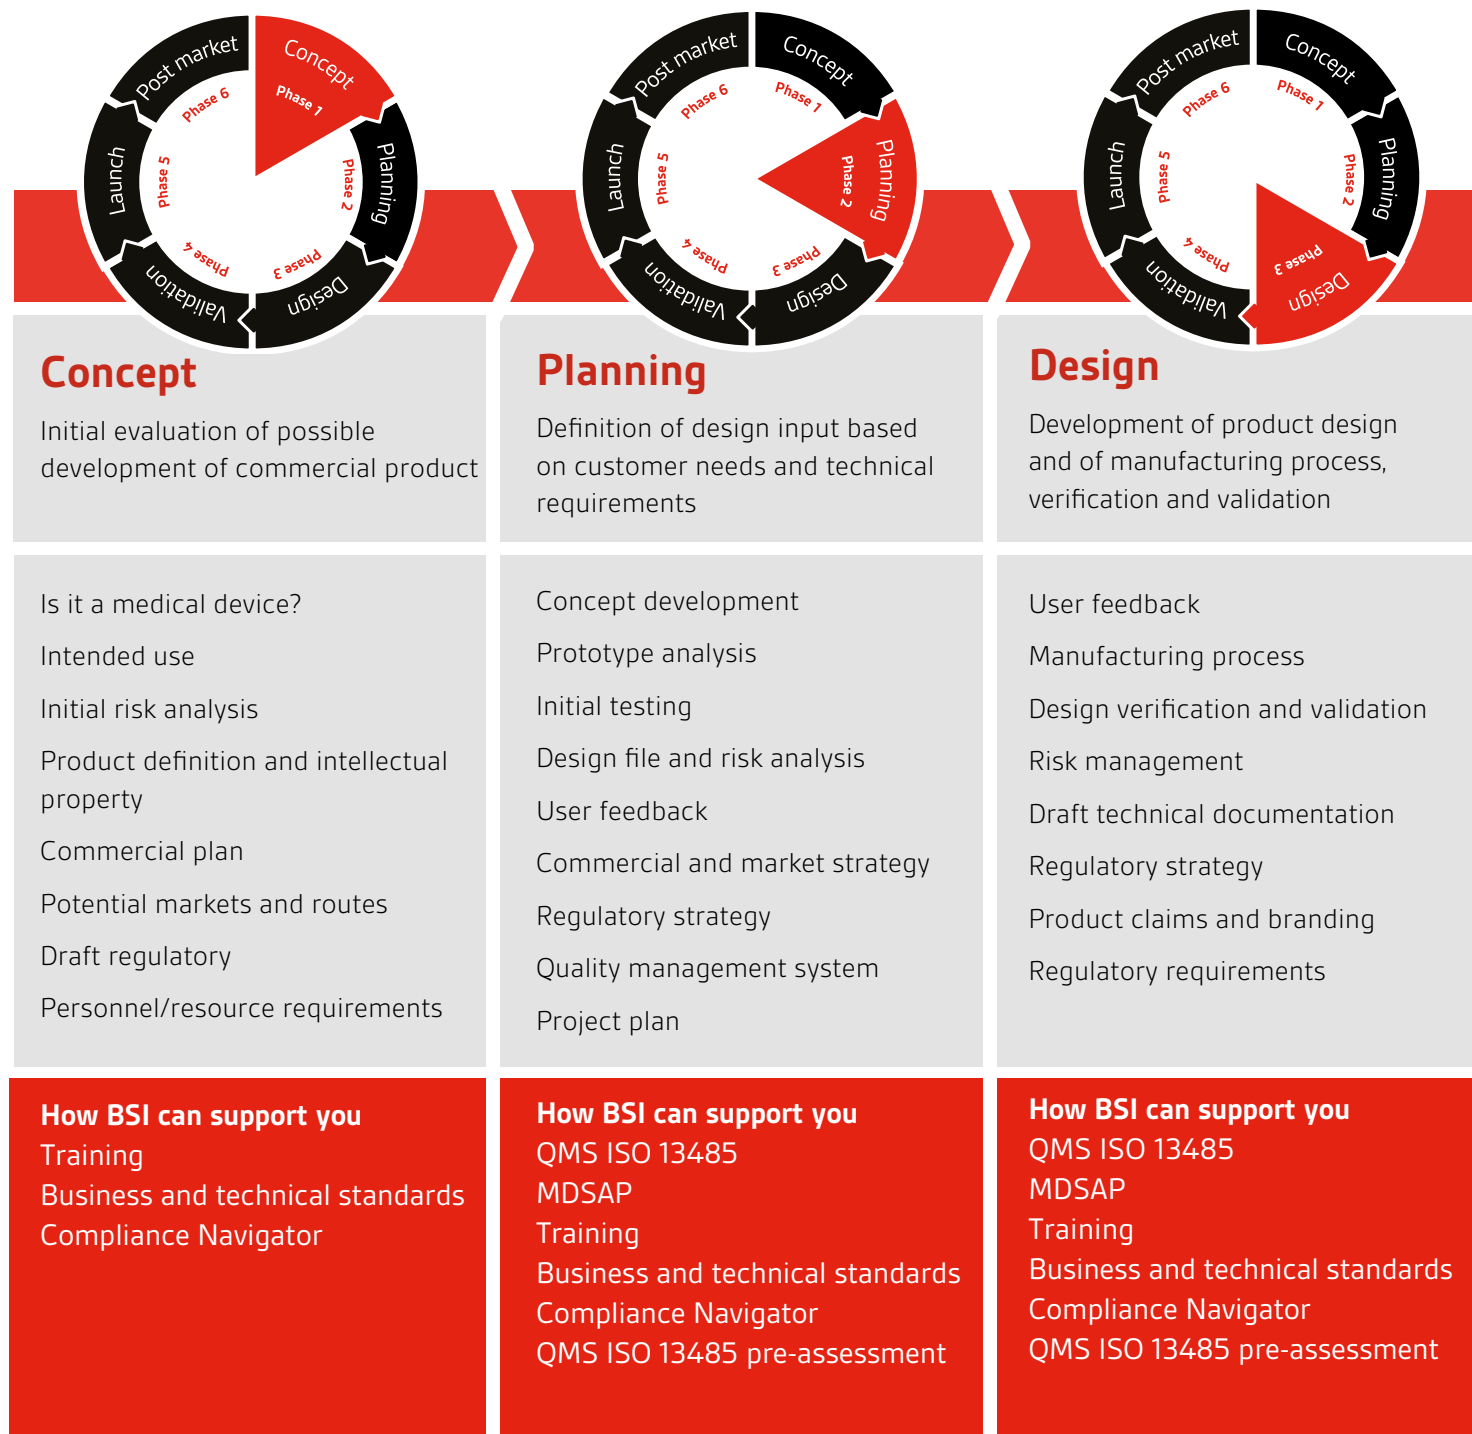 Concept
Phase 1
Planning
Phase 2
Design
Phase 3
Validation
Phase 4
Launch
Phase 5
Post market
Phase 6
Concept
Initial evaluation of possible
development of commercial product
Is it a medical device?
Intended use
Initial risk analysis
Product definition and intellectual
property
Commercial plan
Potential markets and routes
Draft regulatory
Personnel/resource requirements
How BSI can support you
Training
Business and technical standards
Compliance Navigator
Concept
Phase 1
Planning
Phase 2
Design
Phase 3
Validation
Phase 4
Launch
Phase 5
Post market
Phase 6
Planning
Definition of design input based
on customer needs and technical
requirements
Concept development
Prototype analysis
Initial testing
Design file and risk analysis
User feedback
Commercial and market strategy
Regulatory strategy
Quality management system
Project plan
How BSI can support you
QMS ISO 13485
MDSAP
Training
Business and technical standards
Compliance Navigator
QMS ISO 13485 pre-assessment
Concept
Phase 1
Planning
Phase 2
Design
Phase 3
Validation
Phase 4
Launch
Phase 5
Post market
Phase 6
Design
Development of product design
and of manufacturing process,
verification and validation
User feedback
Manufacturing process
Design verification and validation
Risk management
Draft technical documentation
Regulatory strategy
Product claims and branding
Regulatory requirements
How BSI can support you
QMS ISO 13485
MDSAP
Training
Business and technical standards
Compliance Navigator
QMS ISO 13485 pre-assessment